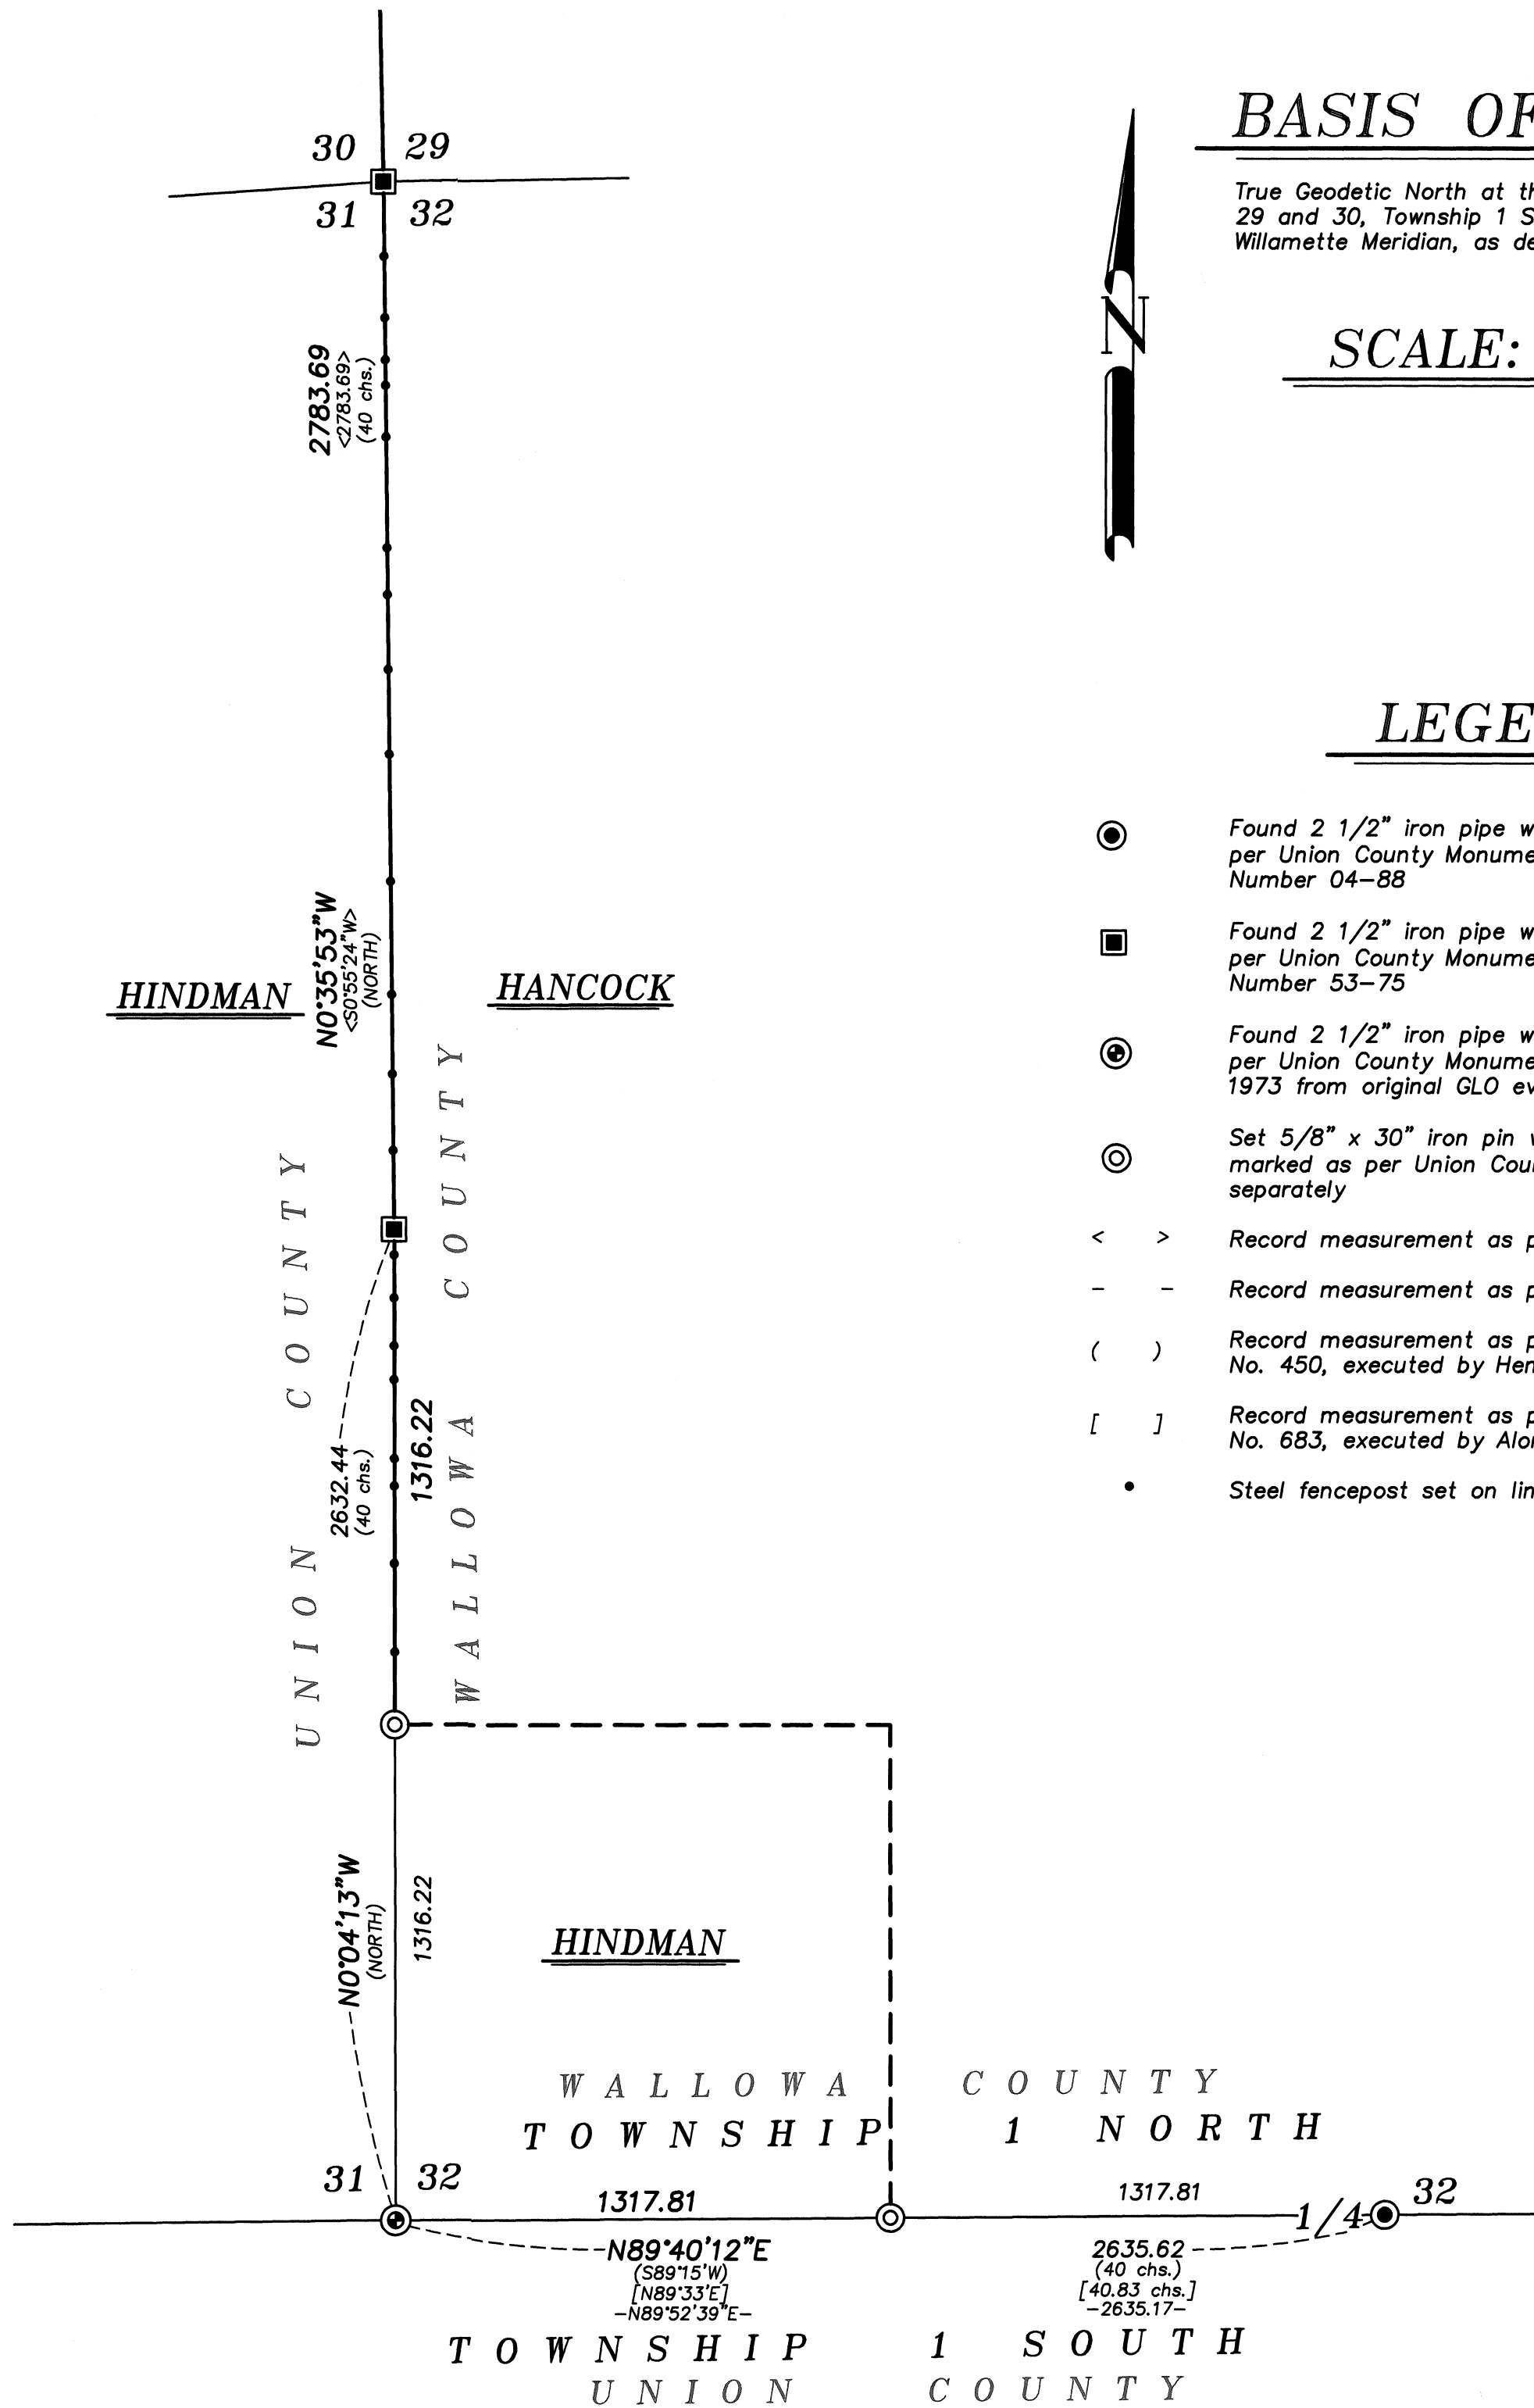 30 29
31 32
2783.69
<2783.69>
(40 chs.)
N
BASIS OF
True Geodetic North at th
29 and 30, Township 1 S
Willamette Meridian, as de
SCALE:
LEGE
Found 2 1/2" iron pipe w
per Union County Monume
Number 04-88
Found 2 1/2" iron pipe w
per Union County Monume
Number 53-75
Found 2 1/2" iron pipe w
per Union County Monume
1973 from original GLO ev
Set 5/8" x 30" iron pin w
marked as per Union Cou
separately
< > Record measurement as p
- - Record measurement as p
( ) Record measurement as p
No. 450, executed by Hen
[ ] Record measurement as p
No. 683, executed by Alon
Steel fencepost set on lin
N0°35'53"W
<S0°55'24"W>
(NORTH)
HINDMAN
HANCOCK
UNION COUNTY
WALLOWA COUNTY
2632.44
(40 chs.)
1316.22
N0°04'13"W
(NORTH)
1316.22
HINDMAN
WALLOWA COUNTY
TOWNSHIP 1 NORTH
31 32
1317.81
1317.81
1/4
32
N89°40'12"E
(S89°15'W)
[N89°33'E]
-N89°52'39"E-
2635.62
(40 chs.)
[40.83 chs.]
-2635.17-
TOWNSHIP 1 SOUTH
UNION COUNTY